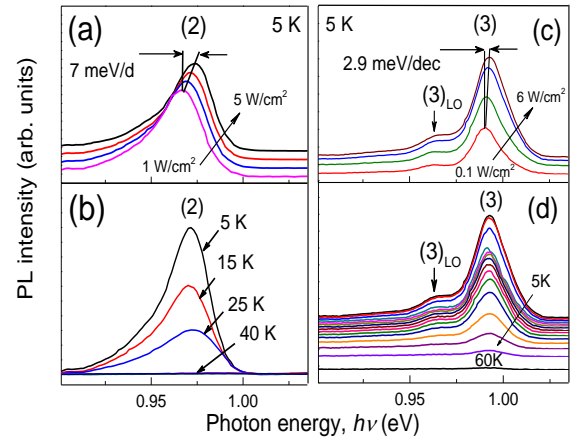 (a)
(2)
5 K
7 meV/d
5 W/cm²
1 W/cm²
(c)
(3)
5 K
2.9 meV/dec
(3)LO
6 W/cm²
0.1 W/cm²
(b)
(2)
5 K
15 K
25 K
40 K
(d)
(3)
(3)LO
5K
60K
0.95
1.00
0.95
1.00
PL intensity (arb. units)
Photon energy, hν (eV)